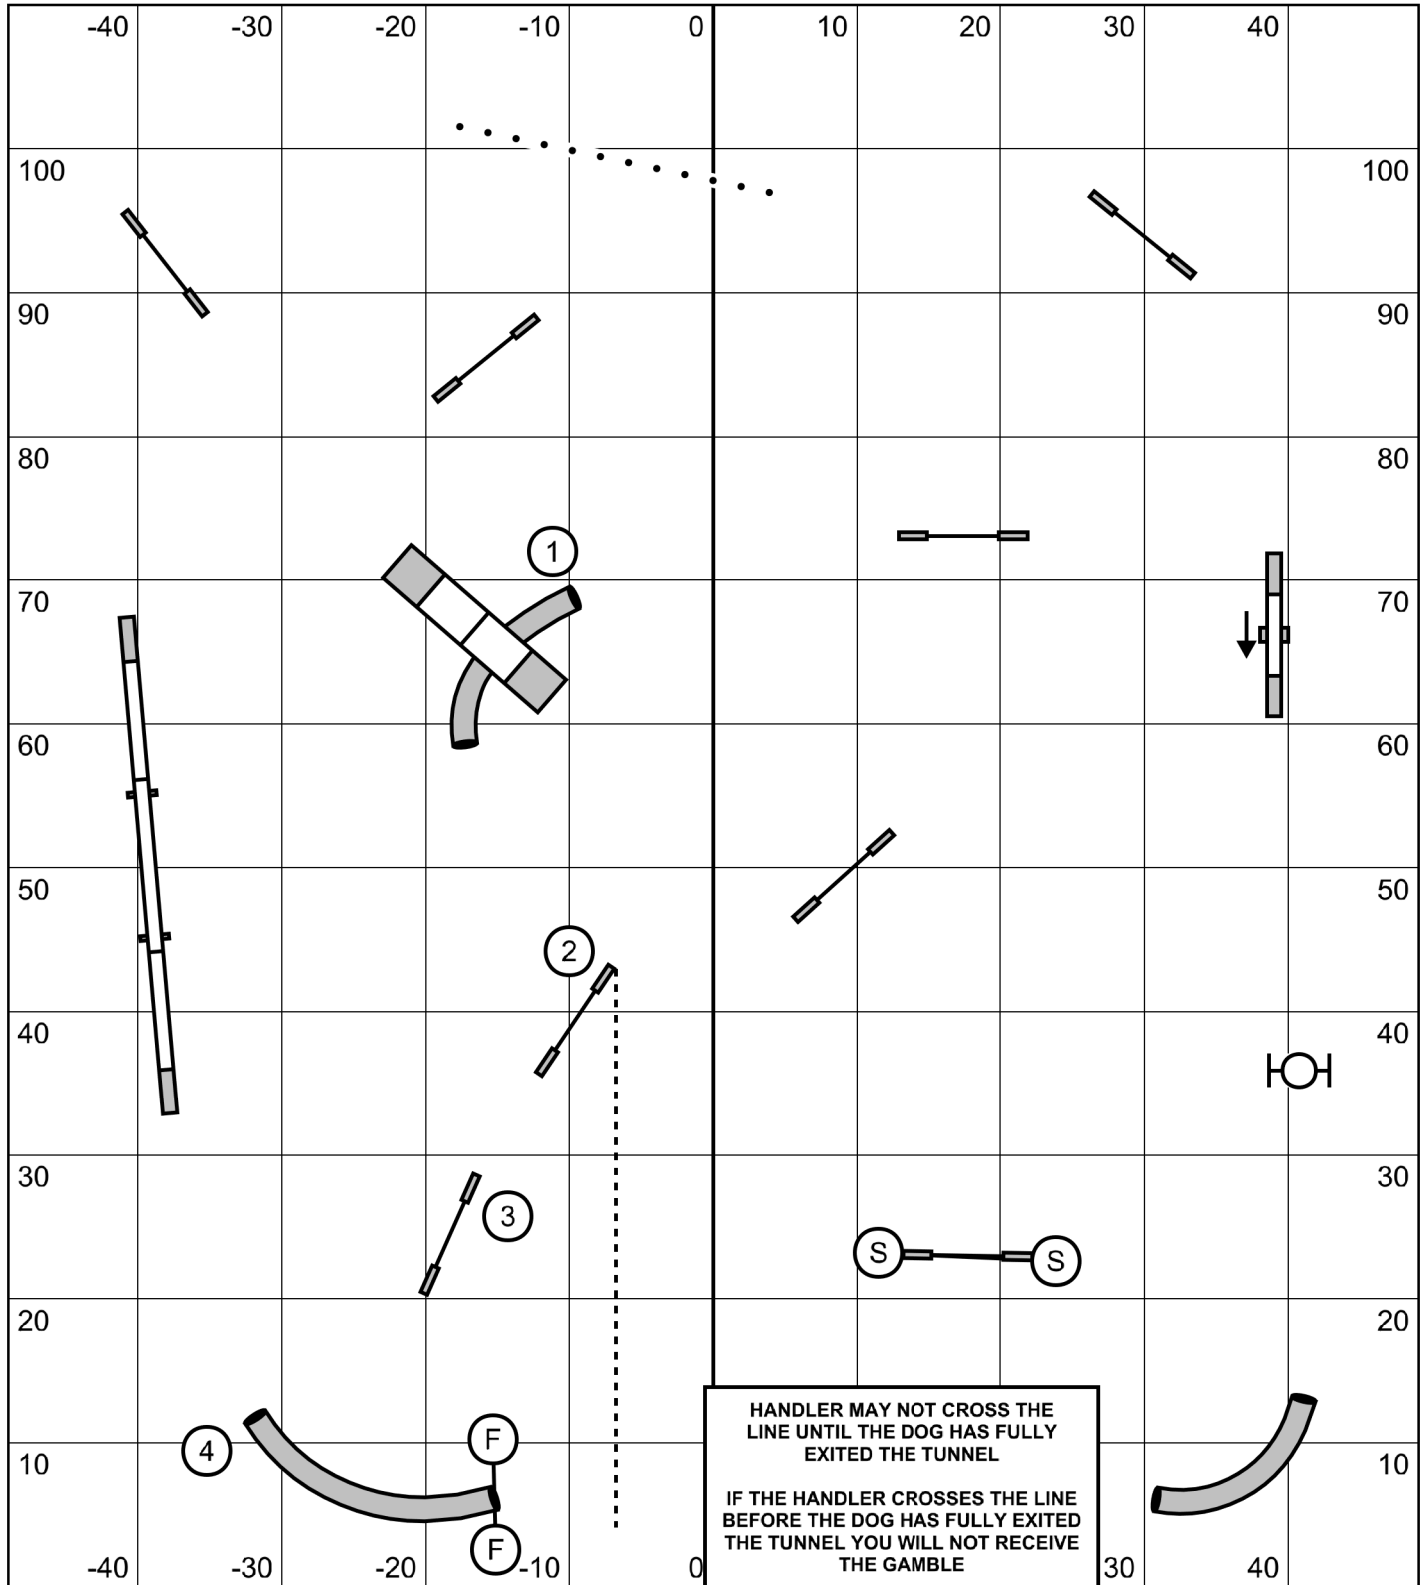 -40 -30 -20 -10 0 10 20 30 40
100 100
90 90
80 80
1
70 70
60 60
50 50
2
40 40
30 30
3
S S
20 20
HANDLER MAY NOT CROSS THE
LINE UNTIL THE DOG HAS FULLY
EXITED THE TUNNEL
F
4
10 10
IF THE HANDLER CROSSES THE LINE
BEFORE THE DOG HAS FULLY EXITED
THE TUNNEL YOU WILL NOT RECEIVE
THE GAMBLE
F
-40 -30 -20 -10 0 30 40